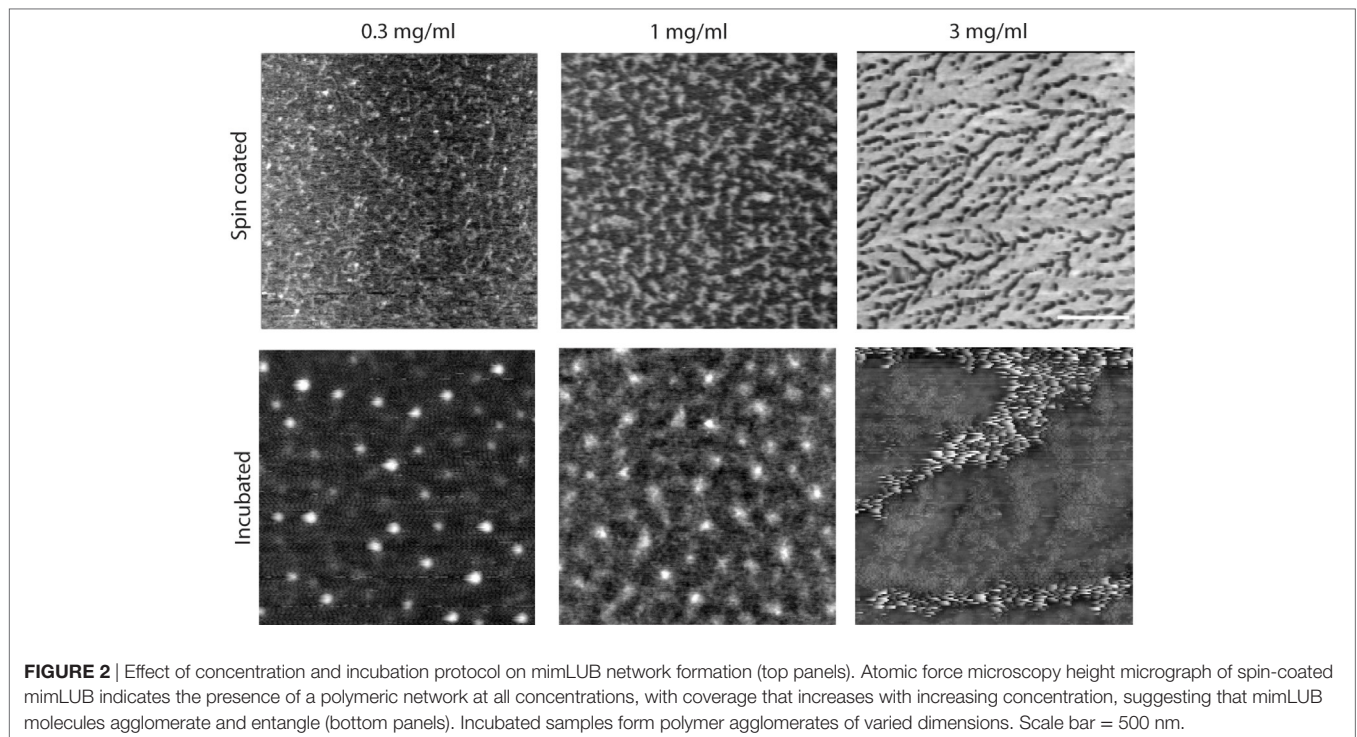 0.3 mg/ml
1 mg/ml
3 mg/ml
Spin coated
Incubated
FIGURE 2 | Effect of concentration and incubation protocol on mimLUB network formation (top panels). Atomic force microscopy height micrograph of spin-coated
mimLUB indicates the presence of a polymeric network at all concentrations, with coverage that increases with increasing concentration, suggesting that mimLUB
molecules agglomerate and entangle (bottom panels). Incubated samples form polymer agglomerates of varied dimensions. Scale bar = 500 nm.